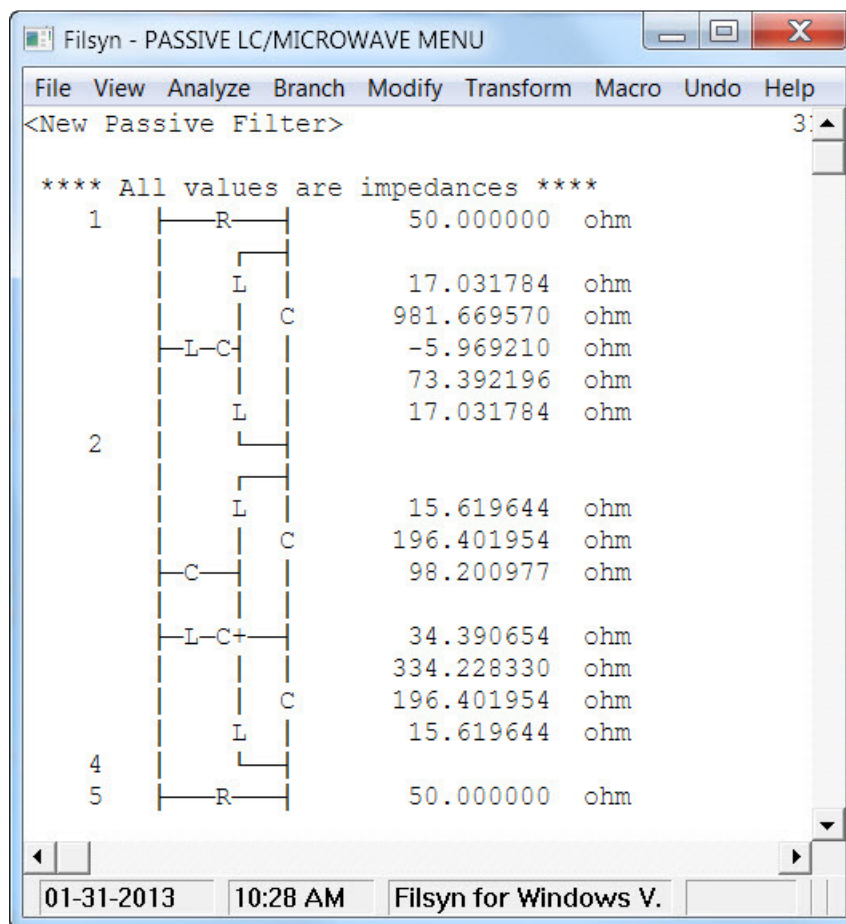 Filsyn - PASSIVE LC/MICROWAVE MENU
File View Analyze Branch Modify Transform Macro Undo Help
<New Passive Filter>
**** All values are impedances ****
1 R 50.000000 ohm
L 17.031784 ohm
C 981.669570 ohm
L C -5.969210 ohm
73.392196 ohm
L 17.031784 ohm
2
L 15.619644 ohm
C 196.401954 ohm
C 98.200977 ohm
L C+ 34.390654 ohm
334.228330 ohm
C 196.401954 ohm
L 15.619644 ohm
4
5 R 50.000000 ohm
01-31-2013 10:28 AM Filsyn for Windows V.